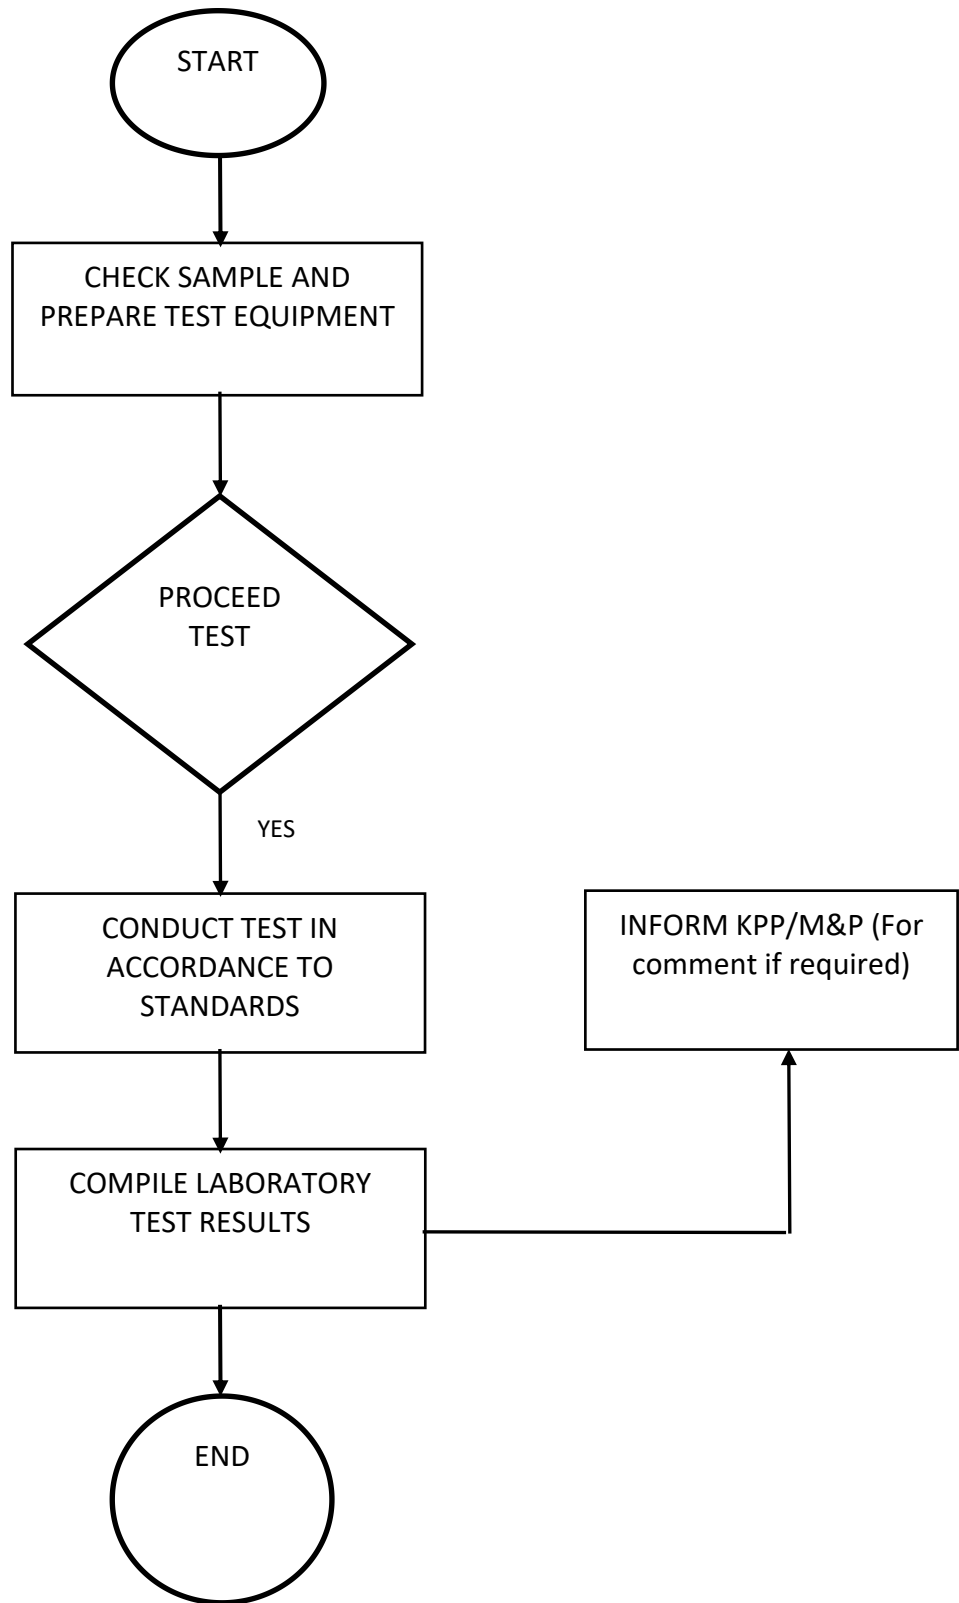 START
CHECK SAMPLE AND
PREPARE TEST EQUIPMENT
PROCEED
TEST
YES
CONDUCT TEST IN
ACCORDANCE TO
STANDARDS
INFORM KPP/M&P (For
comment if required)
COMPILE LABORATORY
TEST RESULTS
END